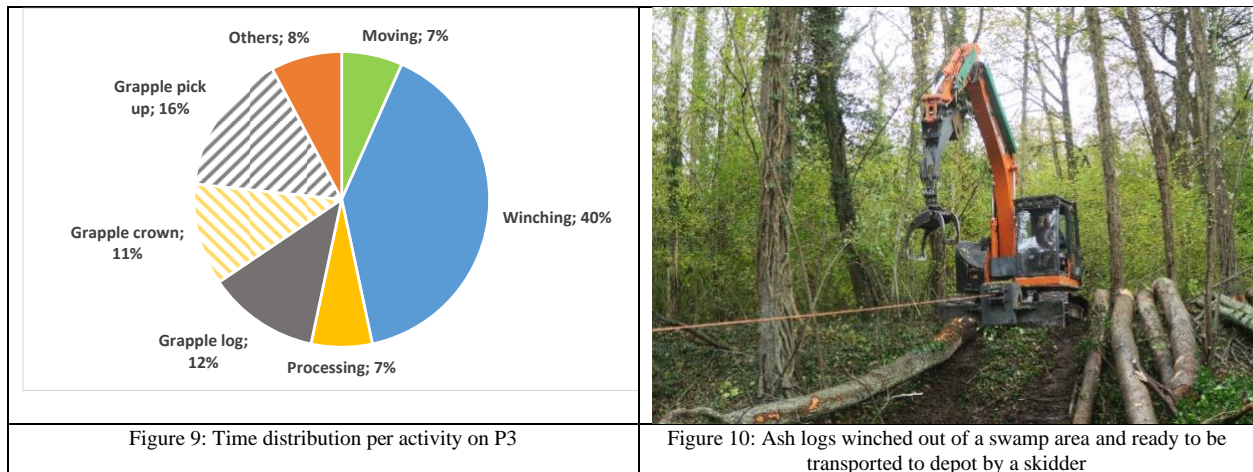 Others; 8%
Moving; 7%
Grapple pick
up; 16%
Winching; 40%
Grapple crown;
11%
Grapple log;
12%
Processing; 7%
Figure 9: Time distribution per activity on P3
Figure 10: Ash logs winched out of a swamp area and ready to be
transported to depot by a skidder